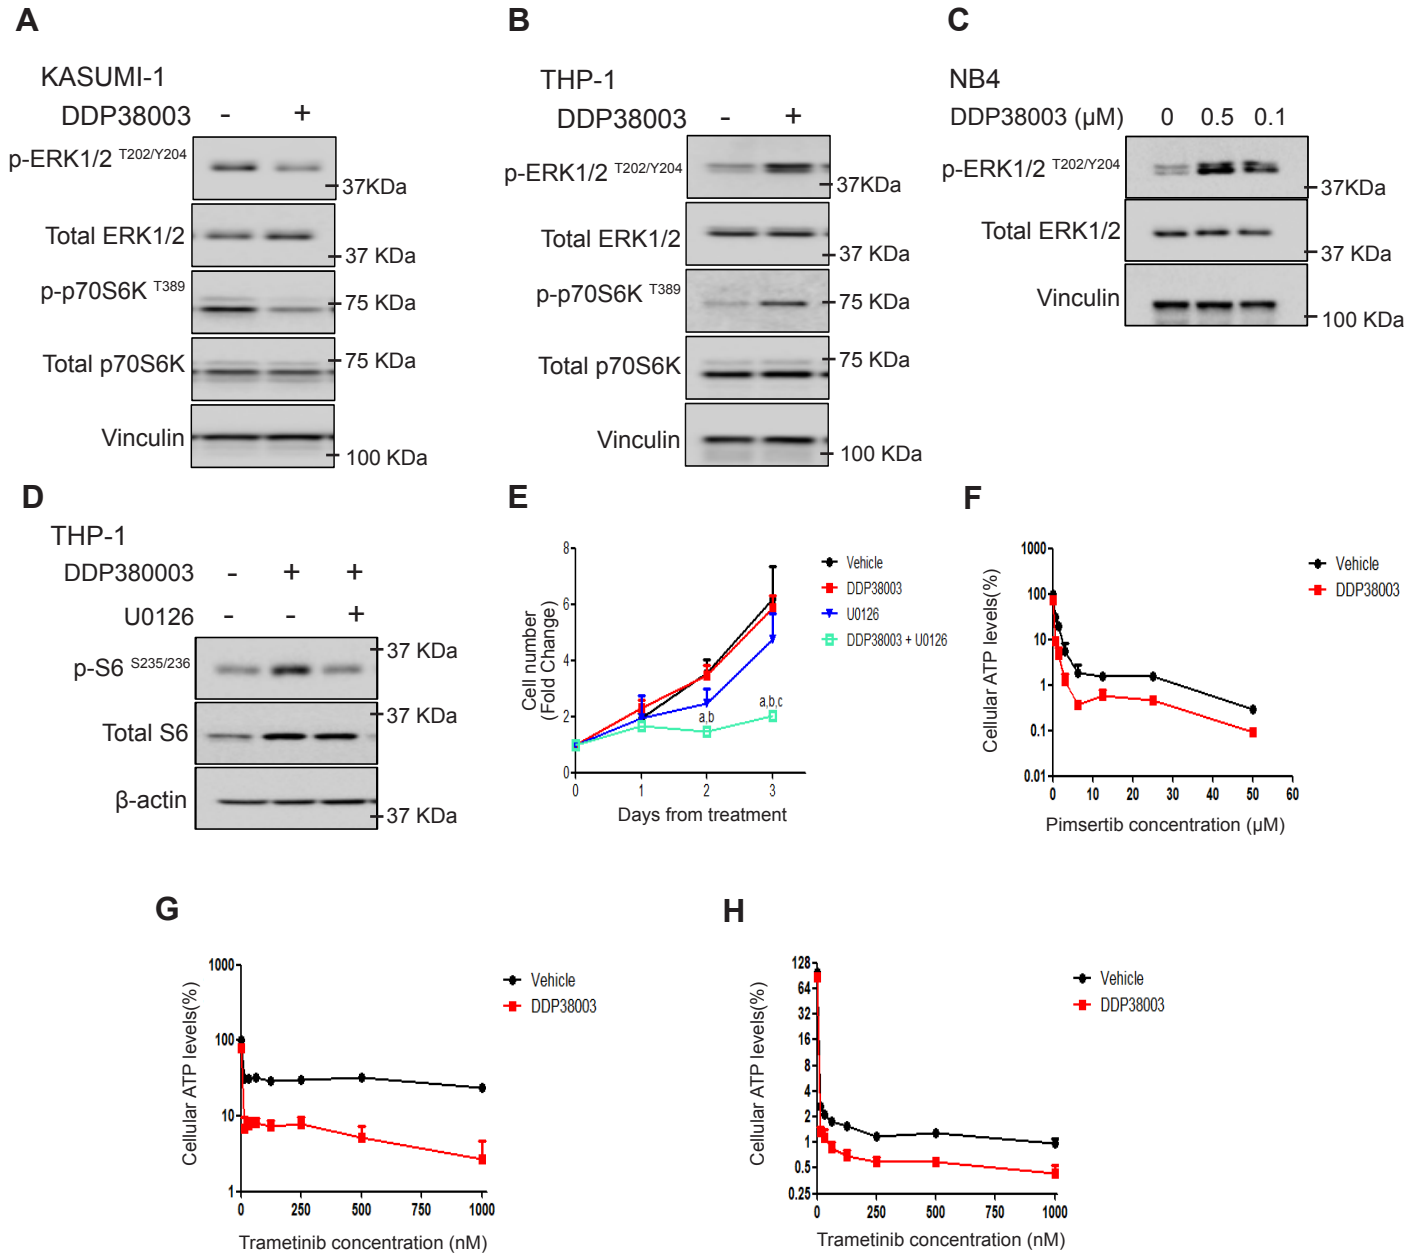 A
KASUMI-1
DDP38003 - +
p-ERK1/2 T202/Y204
37KDa
Total ERK1/2
37 KDa
p-p70S6K T389
75 KDa
Total p70S6K
75 KDa
Vinculin
100 KDa
B
THP-1
DDP38003 - +
p-ERK1/2 T202/Y204
37KDa
Total ERK1/2
37 KDa
p-p70S6K T389
75 KDa
Total p70S6K
75 KDa
Vinculin
100 KDa
C
NB4
DDP38003 (µM) 0 0.5 0.1
p-ERK1/2 T202/Y204
37KDa
Total ERK1/2
37 KDa
Vinculin
100 KDa
D
THP-1
DDP380003 - + +
U0126 - - +
p-S6 S235/236
37 KDa
Total S6
37 KDa
β-actin
37 KDa
E
Cell number
(Fold Change)
8
6
4
2
0
a,b
a,b,c
0 1 2 3
Days from treatment
Vehicle
DDP38003
U0126
DDP38003 + U0126
F
Cellular ATP levels(%)
1000
100
10
1
0.1
0.01
0 10 20 30 40 50 60
Pimsertib concentration (µM)
Vehicle
DDP38003
G
Cellular ATP levels(%)
1000
100
10
1
0 250 500 750 1000
Trametinib concentration (nM)
Vehicle
DDP38003
H
Cellular ATP levels(%)
128
64
32
16
8
4
2
1
0.5
0.25
0 250 500 750 1000
Trametinib concentration (nM)
Vehicle
DDP38003